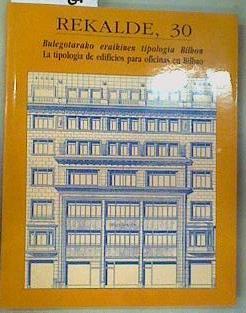 REKALDE, 30
Bulegotarako eraikinen tipologia Bilbon
La tipología de edificios para oficinas en Bilbao